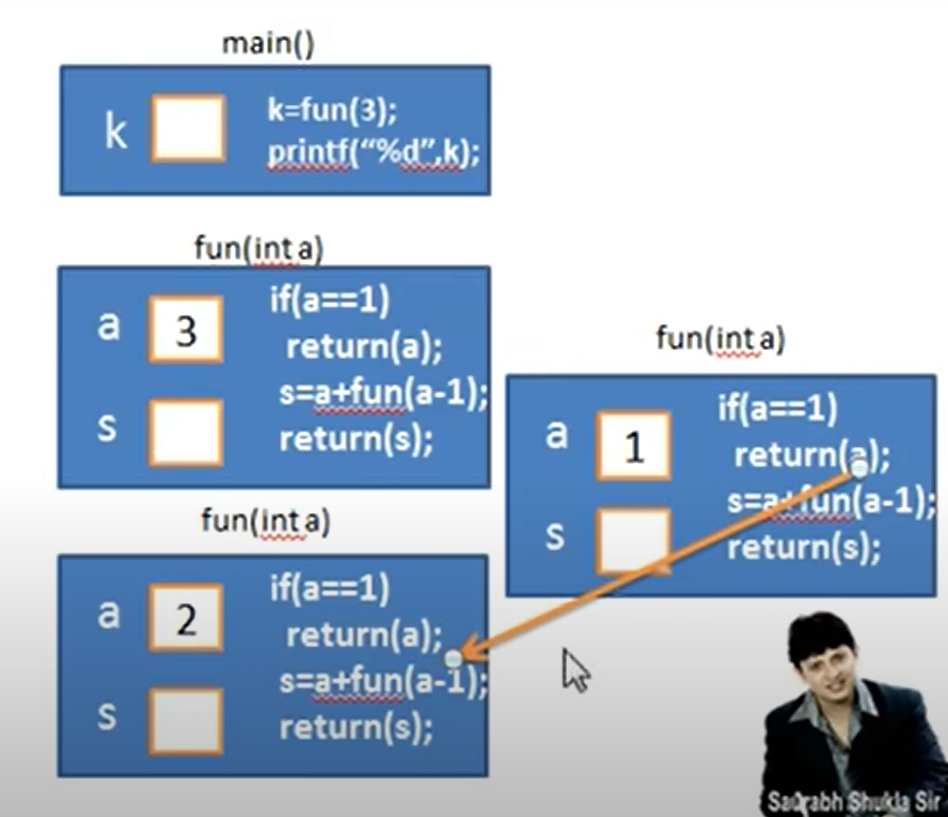 main()
k
k=fun(3);
printf(“%d”,k);
fun(int a)
a
3
if(a==1)
return(a);
s=a+fun(a-1);
s
return(s);
fun(int a)
a
2
if(a==1)
return(a);
s=a+fun(a-1);
s
return(s);
fun(int a)
a
1
if(a==1)
return(a);
s=a+fun(a-1);
s
return(s);
Saurabh Shukla Sir